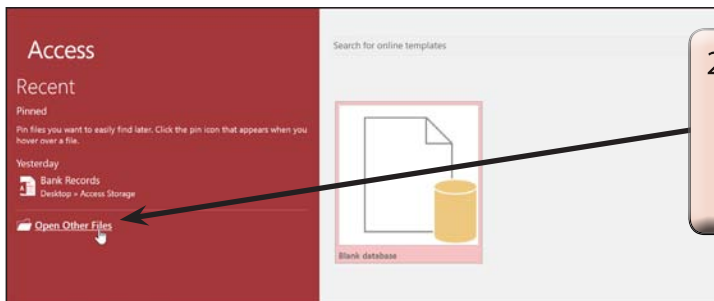 Access
Recent
Pinned
Pin files you want to easily find later. Click the pin icon that appears when you
hover over a file.
Yesterday
Bank Records
Desktop » Access Storage
Open Other Files
Search for online templates
Blank database
2